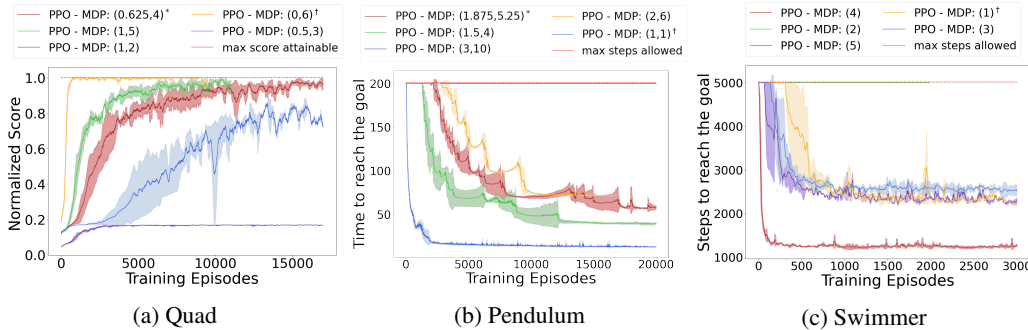 PPO - MDP: (0.625,4)*
PPO - MDP: (1,5)
PPO - MDP: (1,2)
PPO - MDP: (0,6)†
PPO - MDP: (0.5,3)
max score attainable
Normalized Score
1.0
0.8
0.6
0.4
0.2
0.0
0 5000 10000 15000
Training Episodes
(a) Quad
PPO - MDP: (1.875,5.25)*
PPO - MDP: (1.5,4)
PPO - MDP: (3,10)
PPO - MDP: (2,6)
PPO - MDP: (1,1)†
max steps allowed
Time to reach the goal
200
150
100
50
0 5000 10000 15000 20000
Training Episodes
(b) Pendulum
PPO - MDP: (4)
PPO - MDP: (2)
PPO - MDP: (5)
PPO - MDP: (1)†
PPO - MDP: (3)
max steps allowed
Steps to reach the goal
5000
4000
3000
2000
1000
0 500 1000 1500 2000 2500 3000
Training Episodes
(c) Swimmer